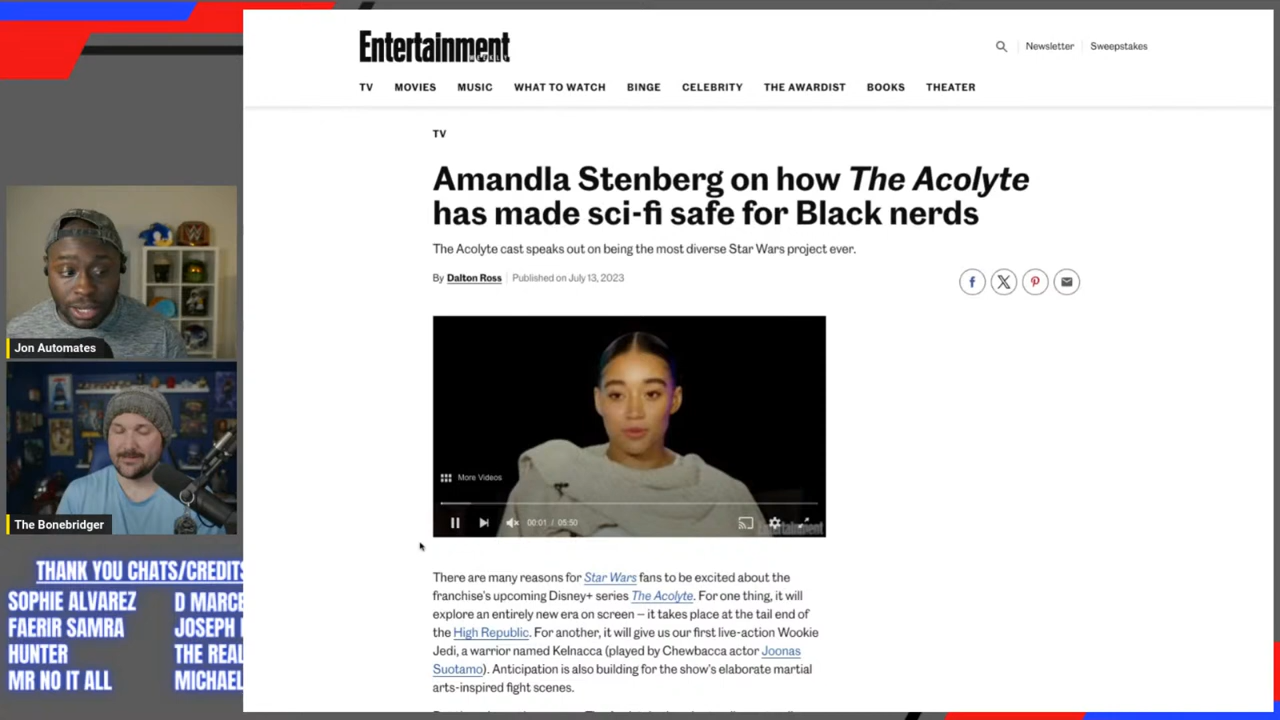 Entertainment
WEEKLY
Newsletter
Sweepstakes
TV
MOVIES
MUSIC
WHAT TO WATCH
BINGE
CELEBRITY
THE AWARDIST
BOOKS
THEATER
TV
Amandla Stenberg on how The Acolyte
has made sci-fi safe for Black nerds
The Acolyte cast speaks out on being the most diverse Star Wars project ever.
By Dalton Ross
Published on July 13, 2023
More Videos
00:01 / 05:50
Entertainment
There are many reasons for Star Wars fans to be excited about the
franchise's upcoming Disney+ series The Acolyte. For one thing, it will
explore an entirely new era on screen – it takes place at the tail end of
the High Republic. For another, it will give us our first live-action Wookie
Jedi, a warrior named Kelnacca (played by Chewbacca actor Joonas
Suotamo). Anticipation is also building for the show's elaborate martial
arts-inspired fight scenes.
Jon Automates
The Bonebridger
THANK YOU CHATS/CREDITS
SOPHIE ALVAREZ
FAERIR SAMRA
HUNTER
MR NO IT ALL
D MARCE
JOSEPH
THE REAL
MICHAEL